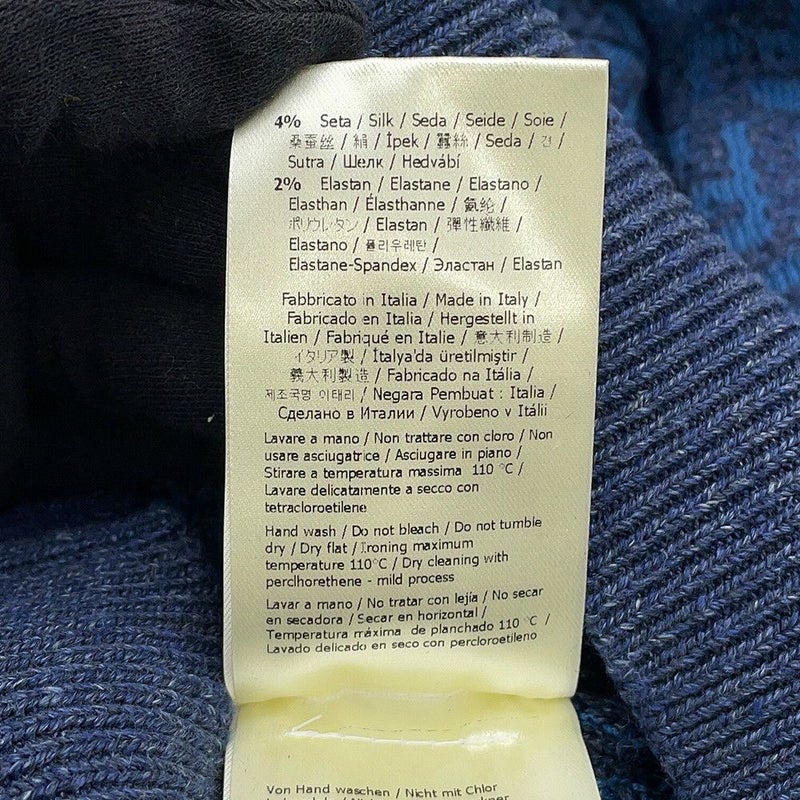 4% Seta / Silk / Seda / Seide / Soie /
桑蚕丝 / 絹 / İpek / 蠶絲 / Seda / 견 /
Sutra / Шелк / Hedvábí
2% Elastan / Elastane / Elastano /
Elasthan / Élasthanne / 氨纶 /
ポリウレタン / Elastan / 彈性纖維 /
Elastano / 폴리우레탄 /
Elastane-Spandex / Эластан / Elastan
Fabbricato in Italia / Made in Italy /
Fabricado en Italia / Hergestellt in
Italien / Fabriqué en Italie / 意大利制造 /
イタリア製 / İtalya'da üretilmiştir /
義大利製造 / Fabricado na Itália /
제조국명 이태리 / Negara Pembuat : Italia /
Сделано в Италии / Vyrobeno v Itálii
Lavare a mano / Non trattare con cloro / Non
usare asciugatrice / Asciugare in piano /
Stirare a temperatura massima 110 °C /
Lavare delicatamente a secco con
tetracloroetilene
Hand wash / Do not bleach / Do not tumble
dry / Dry flat / Ironing maximum
temperature 110°C / Dry cleaning with
perclhorethene - mild process
Lavar a mano / No tratar con lejía / No secar
en secadora / Secar en horizontal /
Temperatura máxima de planchado 110 °C /
Lavado delicado en seco con percloroetileno
Von Hand waschen / Nicht mit Chlor